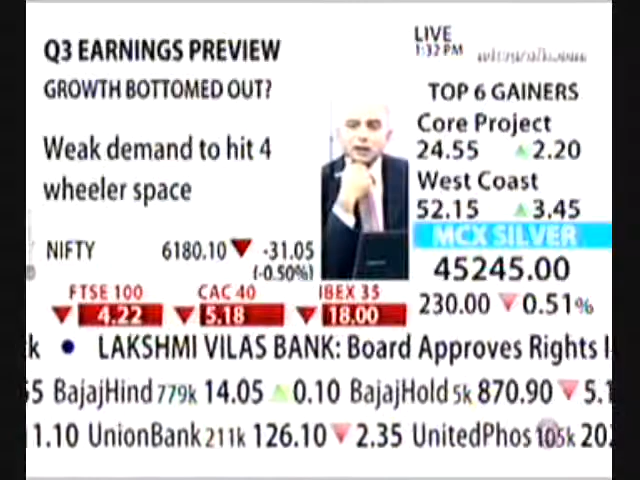 Q3 EARNINGS PREVIEW
GROWTH BOTTOMED OUT?
Weak demand to hit 4
wheeler space
LIVE
1:32 PM
TOP 6 GAINERS
Core Project
24.55 2.20
West Coast
52.15 3.45
MCX SILVER
45245.00
230.00 0.51%
NIFTY 6180.10 -31.05
(-0.50%)
FTSE 100 CAC 40 IBEX 35
4.22 5.18 18.00
k • LAKSHMI VILAS BANK: Board Approves Rights I
55 BajajHind 779k 14.05 0.10 BajajHold 5k 870.90 5.1
1.10 UnionBank 211k 126.10 2.35 UnitedPhos 105k 202